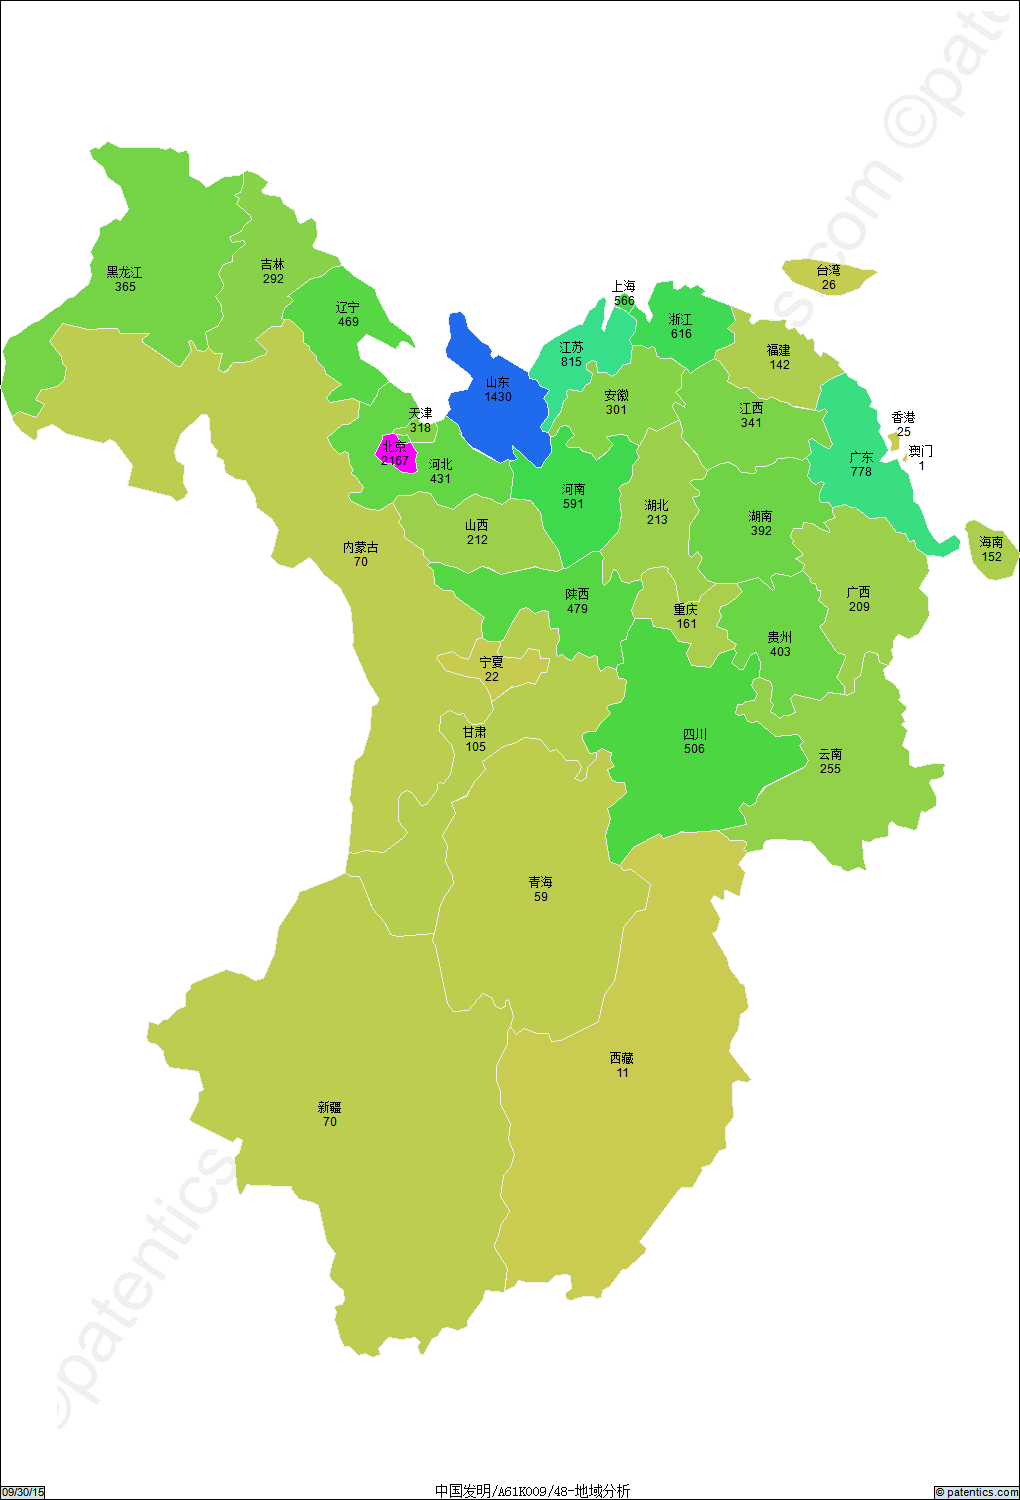 ©patentics.com ©pate
黑龙江
365
吉林
292
辽宁
469
上海
566
台湾
26
浙江
616
江苏
815
福建
142
山东
1430
安徽
301
江西
341
天津
318
香港
25
澳门
1
北京
2167
河北
431
广东
778
河南
591
湖北
213
湖南
392
山西
212
海南
152
内蒙古
70
陕西
479
重庆
161
广西
209
贵州
403
宁夏
22
甘肃
105
四川
506
云南
255
青海
59
西藏
11
新疆
70
09/30/15
中国发明/A61K009/48-地域分析
© patentics.com